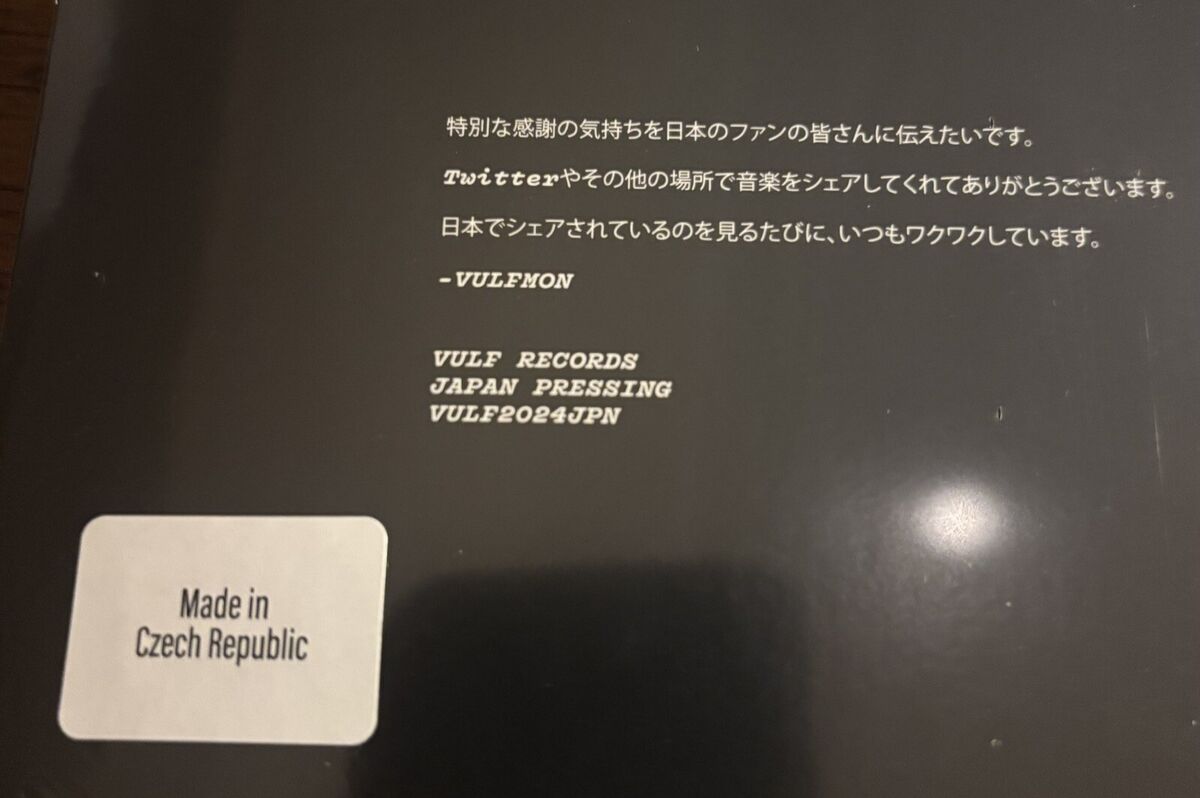 特別な感謝の気持ちを日本のファンの皆さんに伝えたいです。
Twitterやその他の場所で音楽をシェアしてくれてありがとうございます。
日本でシェアされているのを見るたびに、いつもワクワクしています。
-VULFMON
VULF RECORDS
JAPAN PRESSING
VULF2024JPN
Made in
Czech Republic